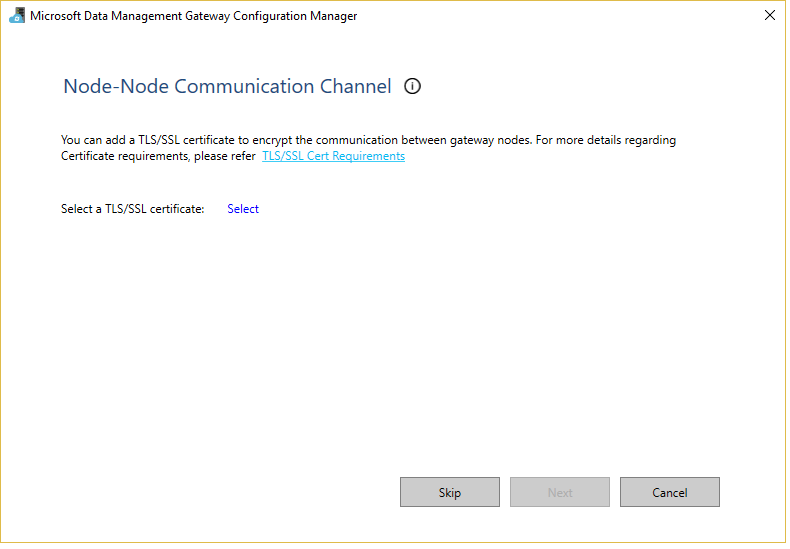 Microsoft Data Management Gateway Configuration Manager
Node-Node Communication Channel
You can add a TLS/SSL certificate to encrypt the communication between gateway nodes. For more details regarding
Certificate requirements, please refer TLS/SSL Cert Requirements
Select a TLS/SSL certificate: Select
Skip Next Cancel